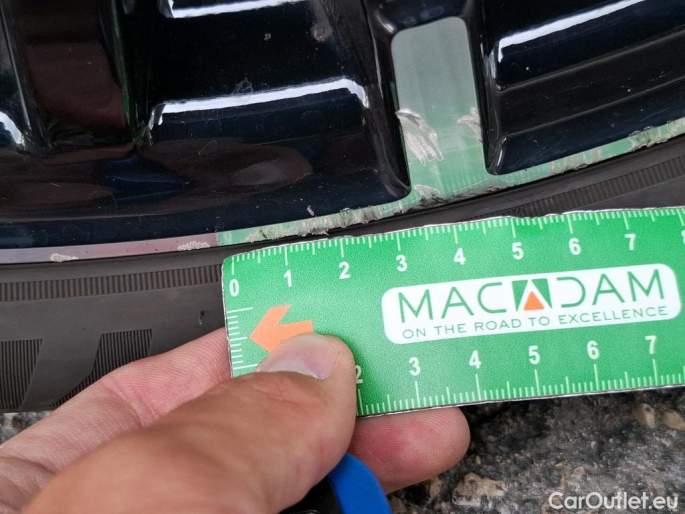 0 1 2 3 4 5 6 7 8
MACADAM
ON THE ROAD TO EXCELLENCE
2 3 4 5 6 7
CarOutlet.eu